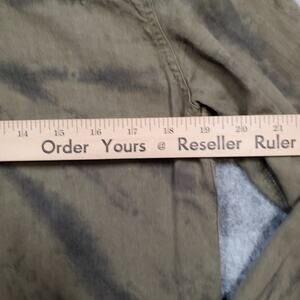 14 15 16 17 18 19 20 21
Order Yours @ Reseller Ruler